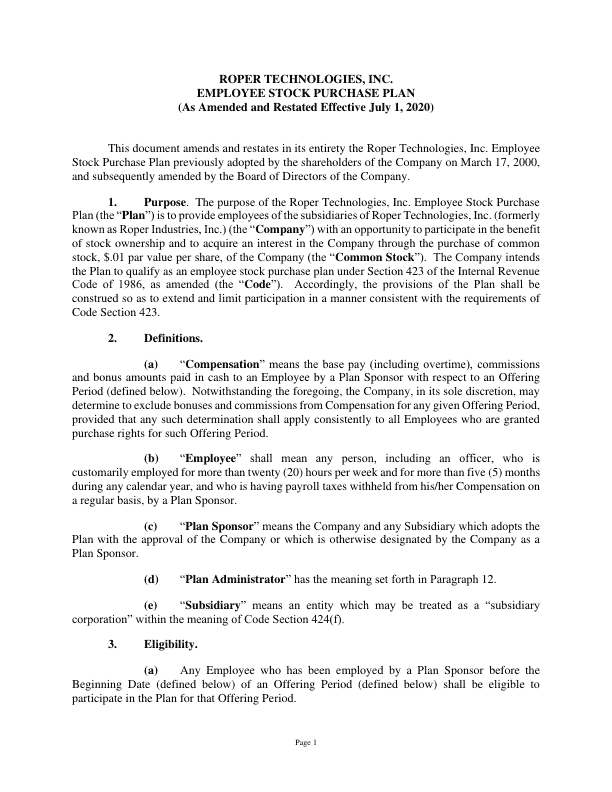 ROPER TECHNOLOGIES, INC.
EMPLOYEE STOCK PURCHASE PLAN
(As Amended and Restated Effective July 1, 2020)
This document amends and restates in its entirety the Roper Technologies, Inc. Employee
Stock Purchase Plan previously adopted by the shareholders of the Company on March 17, 2000,
and subsequently amended by the Board of Directors of the Company.
1. Purpose. The purpose of the Roper Technologies, Inc. Employee Stock Purchase
Plan (the “Plan”) is to provide employees of the subsidiaries of Roper Technologies, Inc. (formerly
known as Roper Industries, Inc.) (the “Company”) with an opportunity to participate in the benefit
of stock ownership and to acquire an interest in the Company through the purchase of common
stock, $.01 par value per share, of the Company (the “Common Stock”). The Company intends
the Plan to qualify as an employee stock purchase plan under Section 423 of the Internal Revenue
Code of 1986, as amended (the “Code”). Accordingly, the provisions of the Plan shall be
construed so as to extend and limit participation in a manner consistent with the requirements of
Code Section 423.
2. Definitions.
(a) “Compensation” means the base pay (including overtime), commissions
and bonus amounts paid in cash to an Employee by a Plan Sponsor with respect to an Offering
Period (defined below). Notwithstanding the foregoing, the Company, in its sole discretion, may
determine to exclude bonuses and commissions from Compensation for any given Offering Period,
provided that any such determination shall apply consistently to all Employees who are granted
purchase rights for such Offering Period.
(b) “Employee” shall mean any person, including an officer, who is
customarily employed for more than twenty (20) hours per week and for more than five (5) months
during any calendar year, and who is having payroll taxes withheld from his/her Compensation on
a regular basis, by a Plan Sponsor.
(c) “Plan Sponsor” means the Company and any Subsidiary which adopts the
Plan with the approval of the Company or which is otherwise designated by the Company as a
Plan Sponsor.
(d) “Plan Administrator” has the meaning set forth in Paragraph 12.
(e) “Subsidiary” means an entity which may be treated as a “subsidiary
corporation” within the meaning of Code Section 424(f).
3. Eligibility.
(a) Any Employee who has been employed by a Plan Sponsor before the
Beginning Date (defined below) of an Offering Period (defined below) shall be eligible to
participate in the Plan for that Offering Period.
Page 1